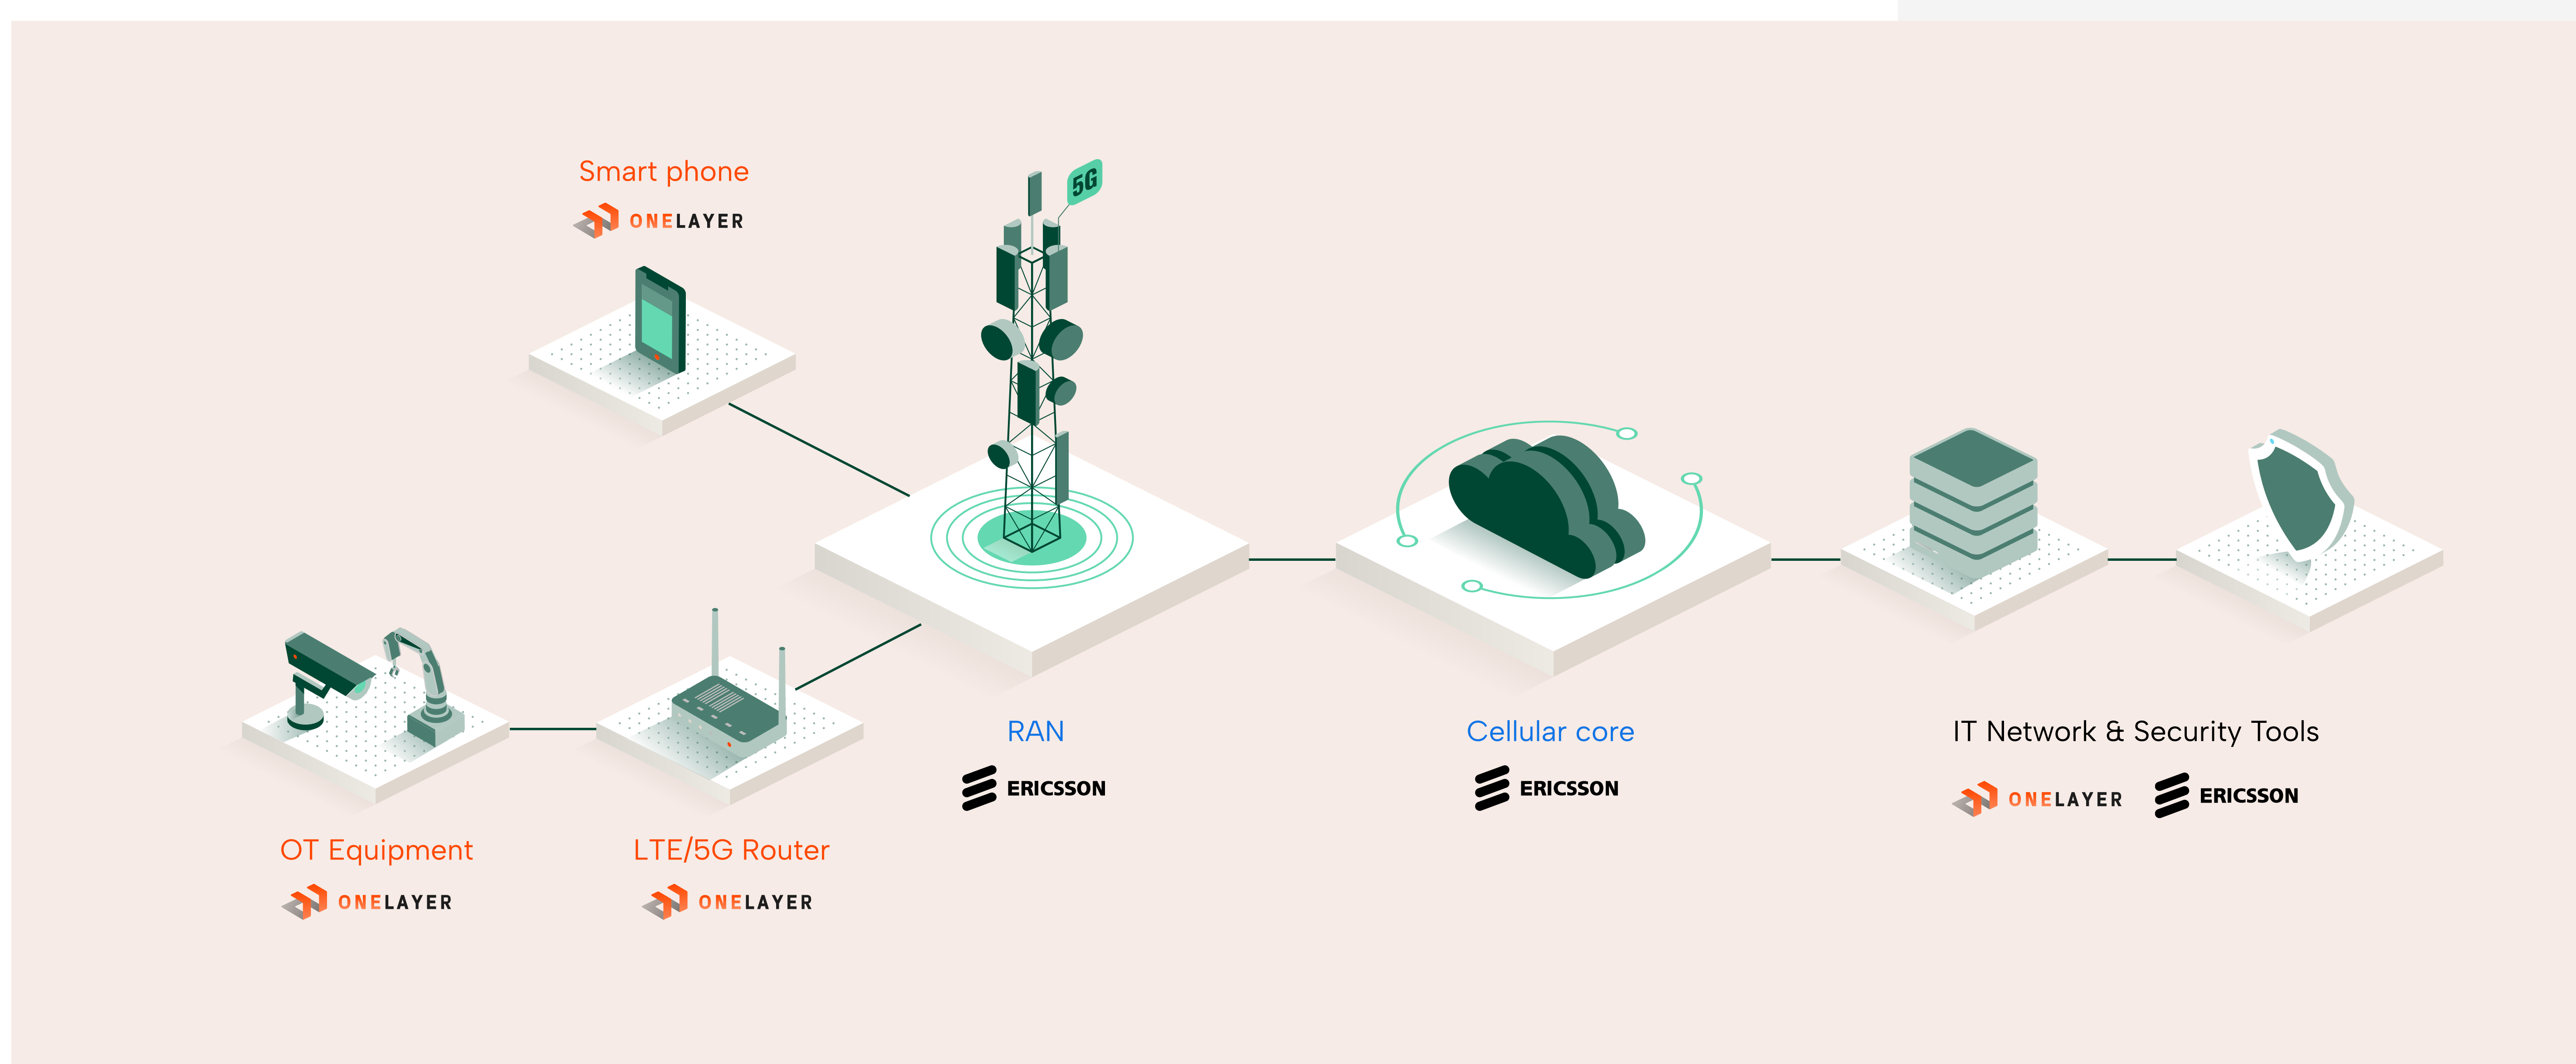 Smart phone
ONELAYER
5G
RAN
ERICSSON
Cellular core
ERICSSON
IT Network & Security Tools
ONELAYER
ERICSSON
OT Equipment
ONELAYER
LTE/5G Router
ONELAYER